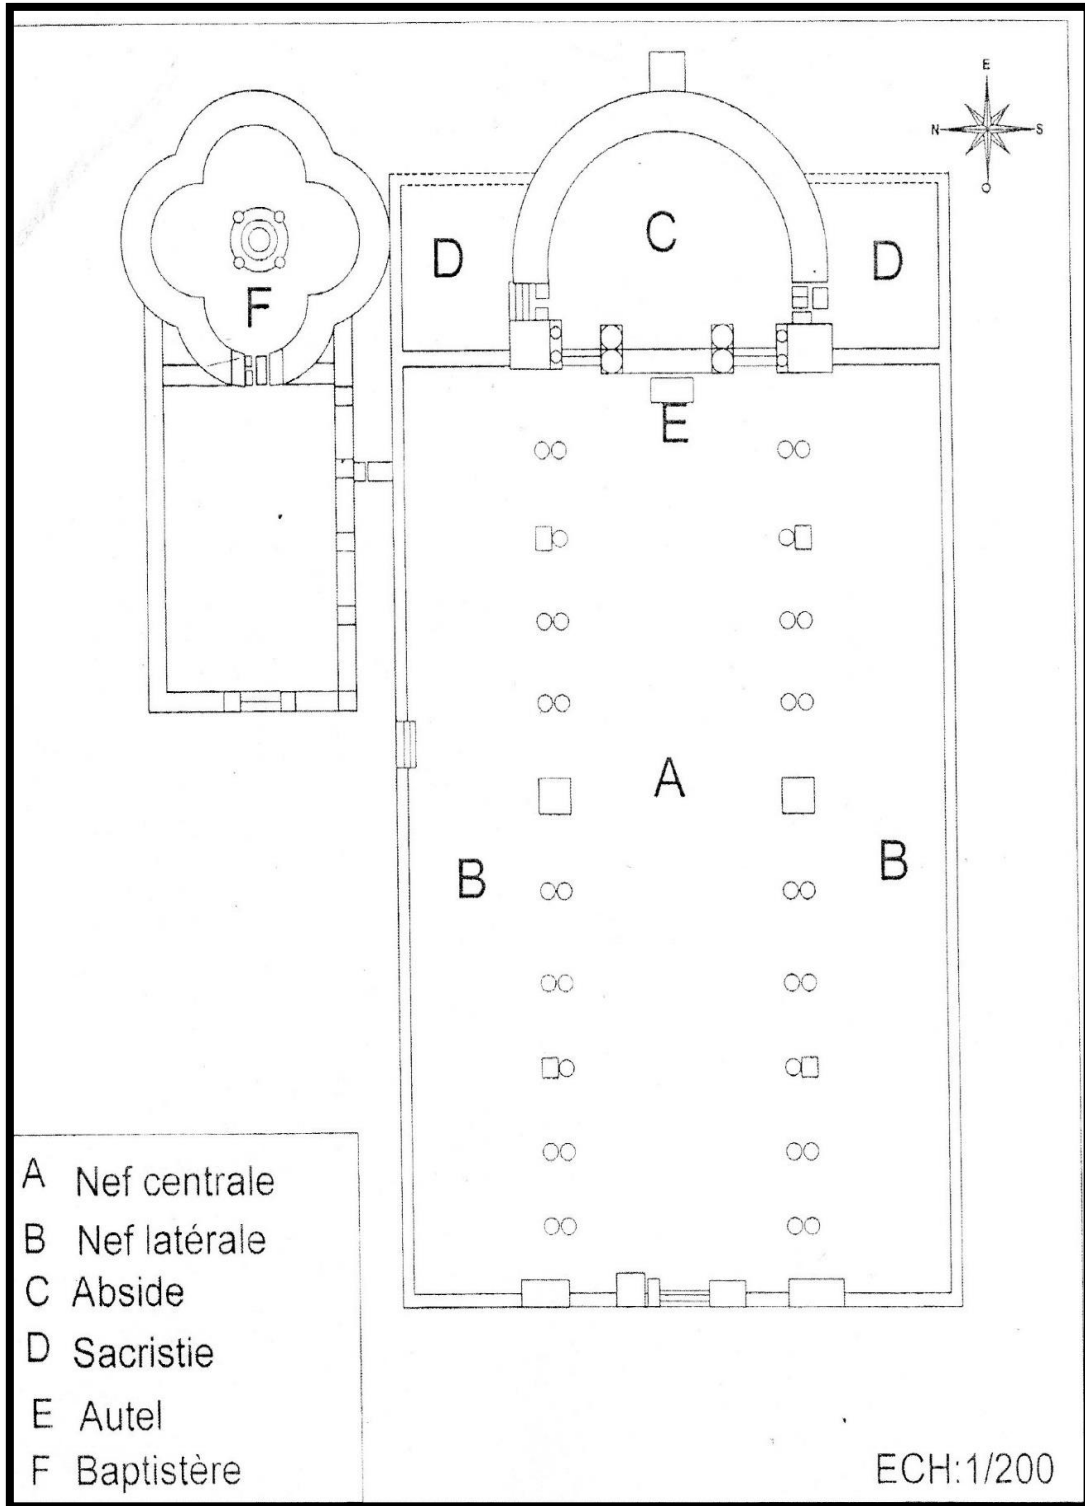 E
N S
O
C
D D
F
E
A
B B
A Nef centrale
B Nef latérale
C Abside
D Sacristie
E Autel
F Baptistère
ECH:1/200